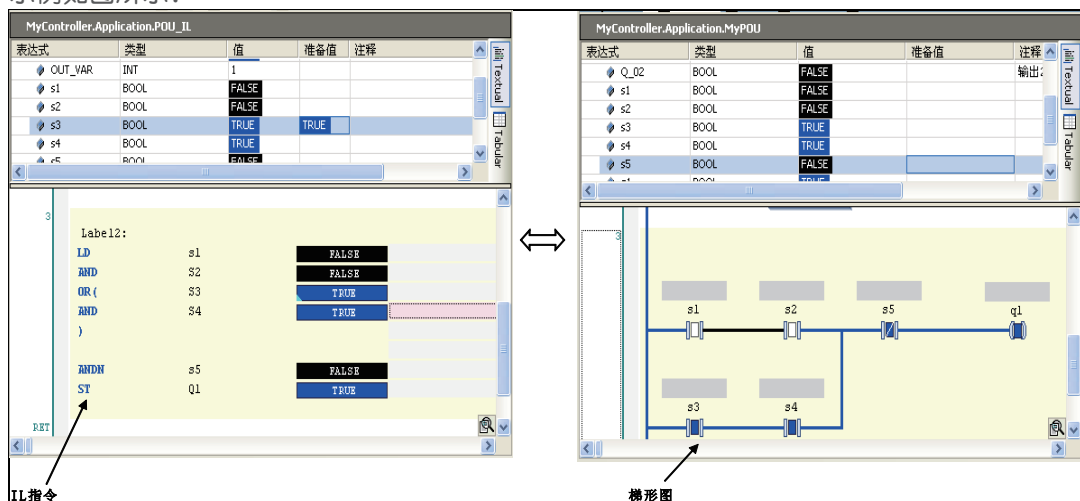 MyController.Application.POU_IL
表达式 类型 值 准备值 注释
OUT_VAR INT 1
s1 BOOL FALSE
s2 BOOL FALSE
s3 BOOL TRUE TRUE
s4 BOOL TRUE
s5 BOOL FALSE
Textual
Tabular
3
Label2:
LD s1 FALSE
AND S2 FALSE
OR( S3 TRUE
AND S4 TRUE
)
ANDN s5 FALSE
ST Q1 TRUE
RET
IL指令
MyController.Application.MyPOU
表达式 类型 值 准备值 注释
Q_02 BOOL FALSE 输出2
s1 BOOL FALSE
s2 BOOL FALSE
s3 BOOL TRUE
s4 BOOL TRUE
s5 BOOL FALSE
Textual
Tabular
3
s1 s2 s5 q1
s3 s4
梯形图